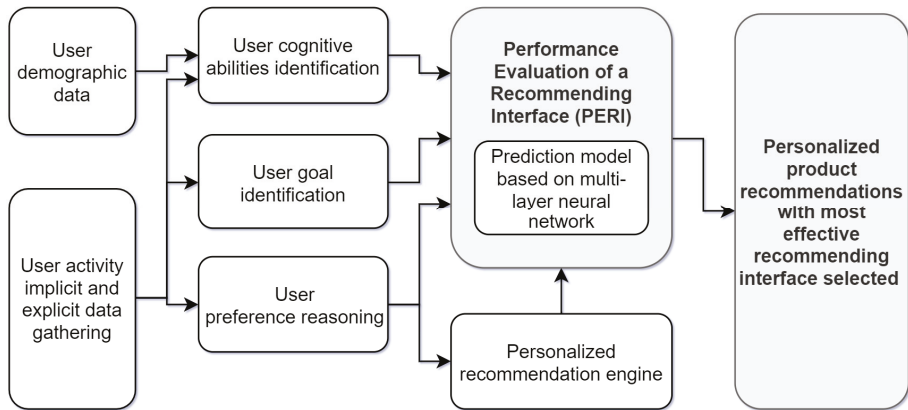 User
demographic
data
User activity
implicit and
explicit data
gathering
User cognitive
abilities identification
User goal
identification
User
preference reasoning
Performance
Evaluation of a
Recommending
Interface (PERI)
Prediction model
based on multi-
layer neural
network
Personalized
recommendation engine
Personalized
product
recommendations
with most
effective
recommending
interface selected